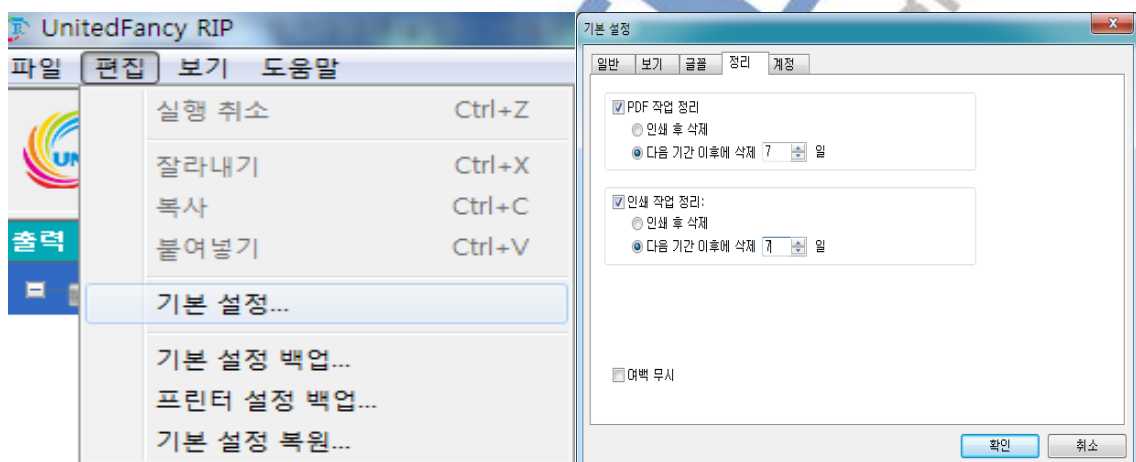 UnitedFancy RIP
파일 편집 보기 도움말
실행 취소 Ctrl+Z
잘라내기 Ctrl+X
복사 Ctrl+C
붙여넣기 Ctrl+V
출력
기본 설정...
기본 설정 백업...
프린터 설정 백업...
기본 설정 복원...
기본 설정
일반 보기 글꼴 정리 계정
PDF 작업 정리
인쇄 후 삭제
다음 기간 이후에 삭제 7 일
인쇄 작업 정리:
인쇄 후 삭제
다음 기간 이후에 삭제 7 일
여백 무시
확인 취소